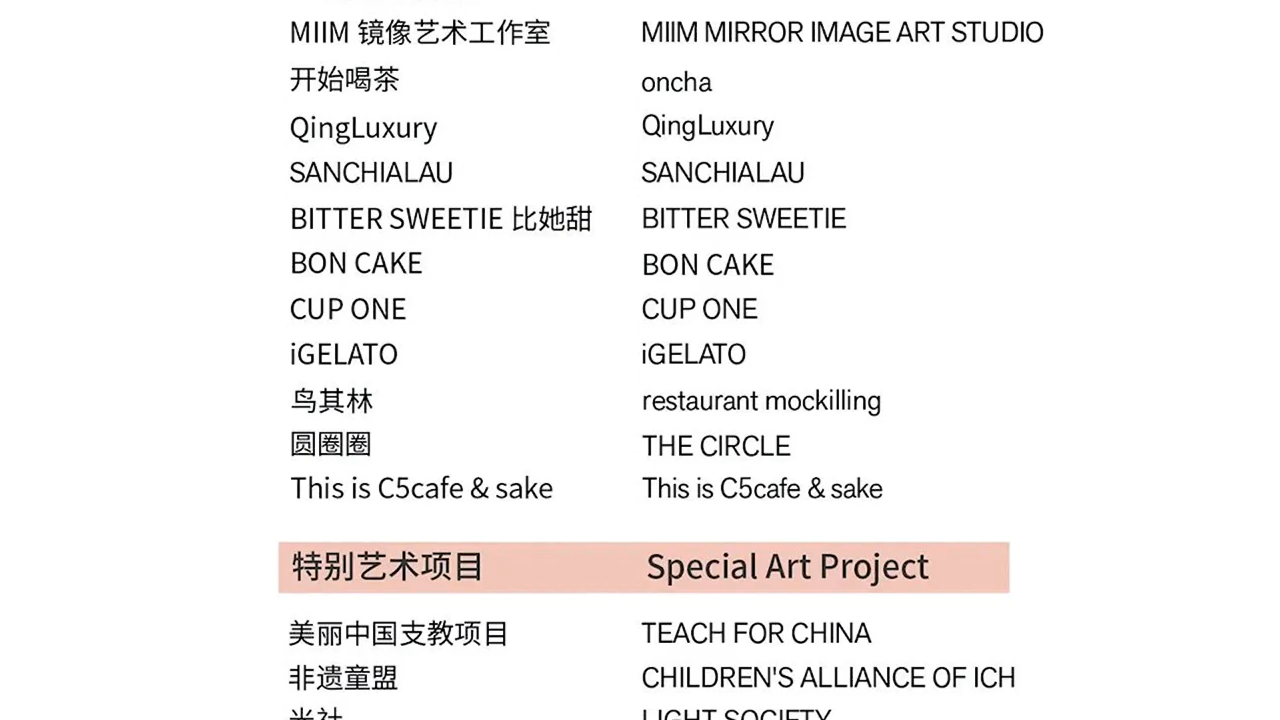 MIIM 镜像艺术工作室 MIIM MIRROR IMAGE ART STUDIO
开始喝茶 oncha
QingLuxury QingLuxury
SANCHIALAU SANCHIALAU
BITTER SWEETIE 比她甜 BITTER SWEETIE
BON CAKE BON CAKE
CUP ONE CUP ONE
iGELATO iGELATO
鸟其林 restaurant mockilling
圆圈圈 THE CIRCLE
This is C5cafe & sake This is C5cafe & sake
特别艺术项目 Special Art Project
美丽中国支教项目 TEACH FOR CHINA
非遗童盟 CHILDREN'S ALLIANCE OF ICH
光社 LIGHT SOCIETY